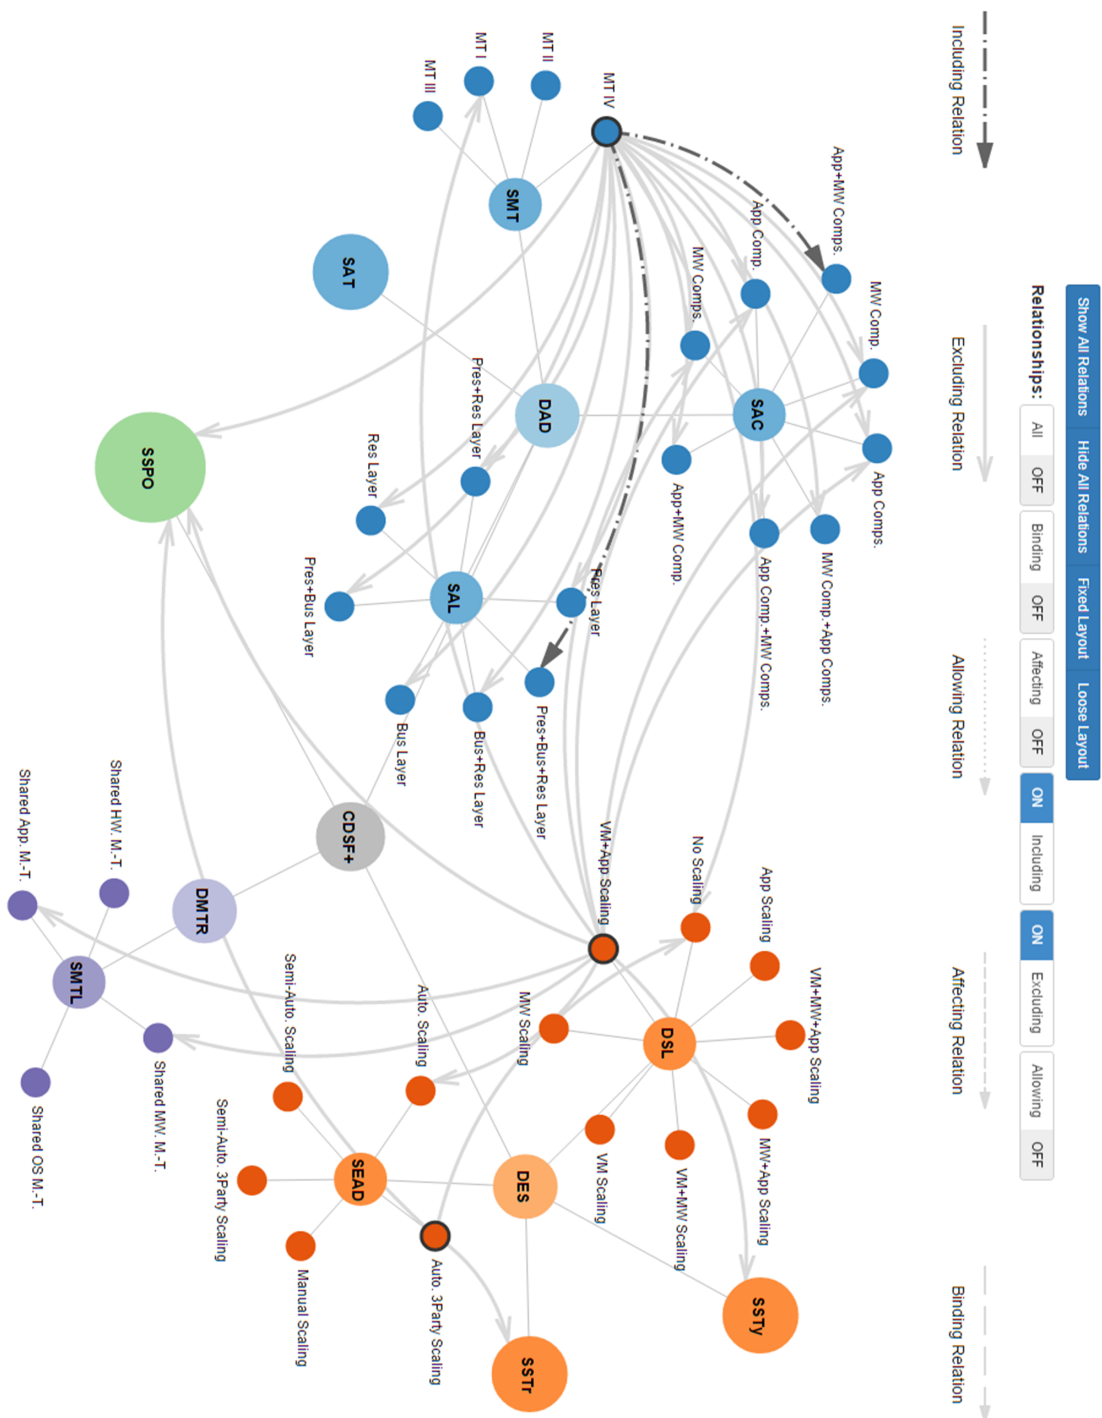 Show All Relations
Hide All Relations
Fixed Layout
Loose Layout
Relationships:
All
OFF
Binding
OFF
Affecting
OFF
ON
Including
ON
Excluding
Allowing
OFF
Including Relation
Excluding Relation
Allowing Relation
Affecting Relation
Binding Relation
MW Comp.
App Comps.
App+MW Comps.
MW Comp.+App Comps.
App Comp.
SAC
App Comp.+MW Comps.
MW Comps.
App+MW Comp.
MT IV
MT II
MT I
MT III
SMT
SAT
DAD
Pres Layer
Pres+Bus+Res Layer
Pres+Res Layer
Res Layer
SAL
Bus+Res Layer
Pres+Bus Layer
Bus Layer
SSPO
CDSF+
DMTR
SMTL
Shared HW. M.-T.
Shared App. M.-T.
Shared MW. M.-T.
Shared OS M.-T.
VM+App Scaling
No Scaling
App Scaling
VM+MW+App Scaling
MW Scaling
DSL
MW+App Scaling
VM Scaling
VM+MW Scaling
SSTy
DES
Auto. Scaling
Semi-Auto. Scaling
SEAD
Semi-Auto. 3Party Scaling
Manual Scaling
Auto. 3Party Scaling
SSTr